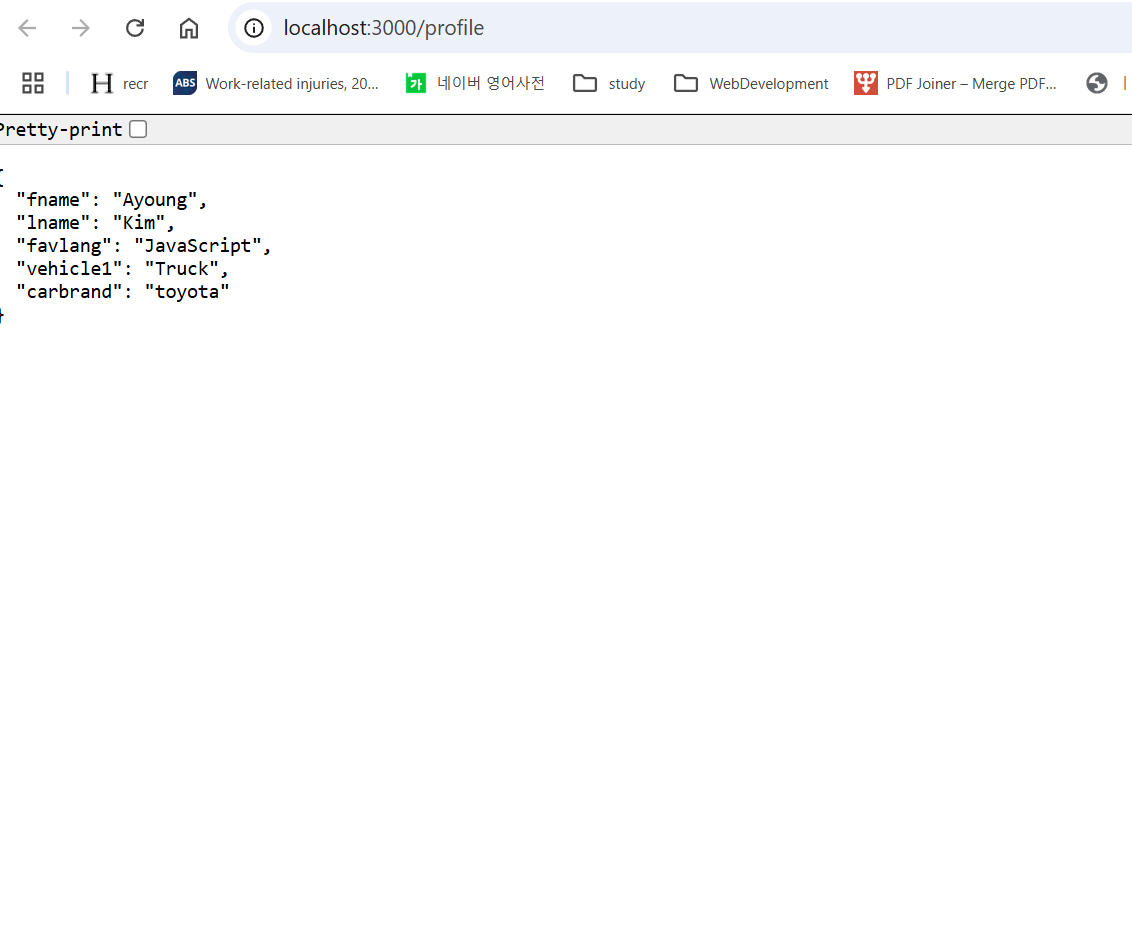 localhost:3000/profile
H recr ABS Work-related injuries, 20... 가 네이버 영어사전 study WebDevelopment PDF Joiner – Merge PDF...
Pretty-print
{
"fname": "Ayoung",
"lname": "Kim",
"favlang": "JavaScript",
"vehicle1": "Truck",
"carbrand": "toyota"
}